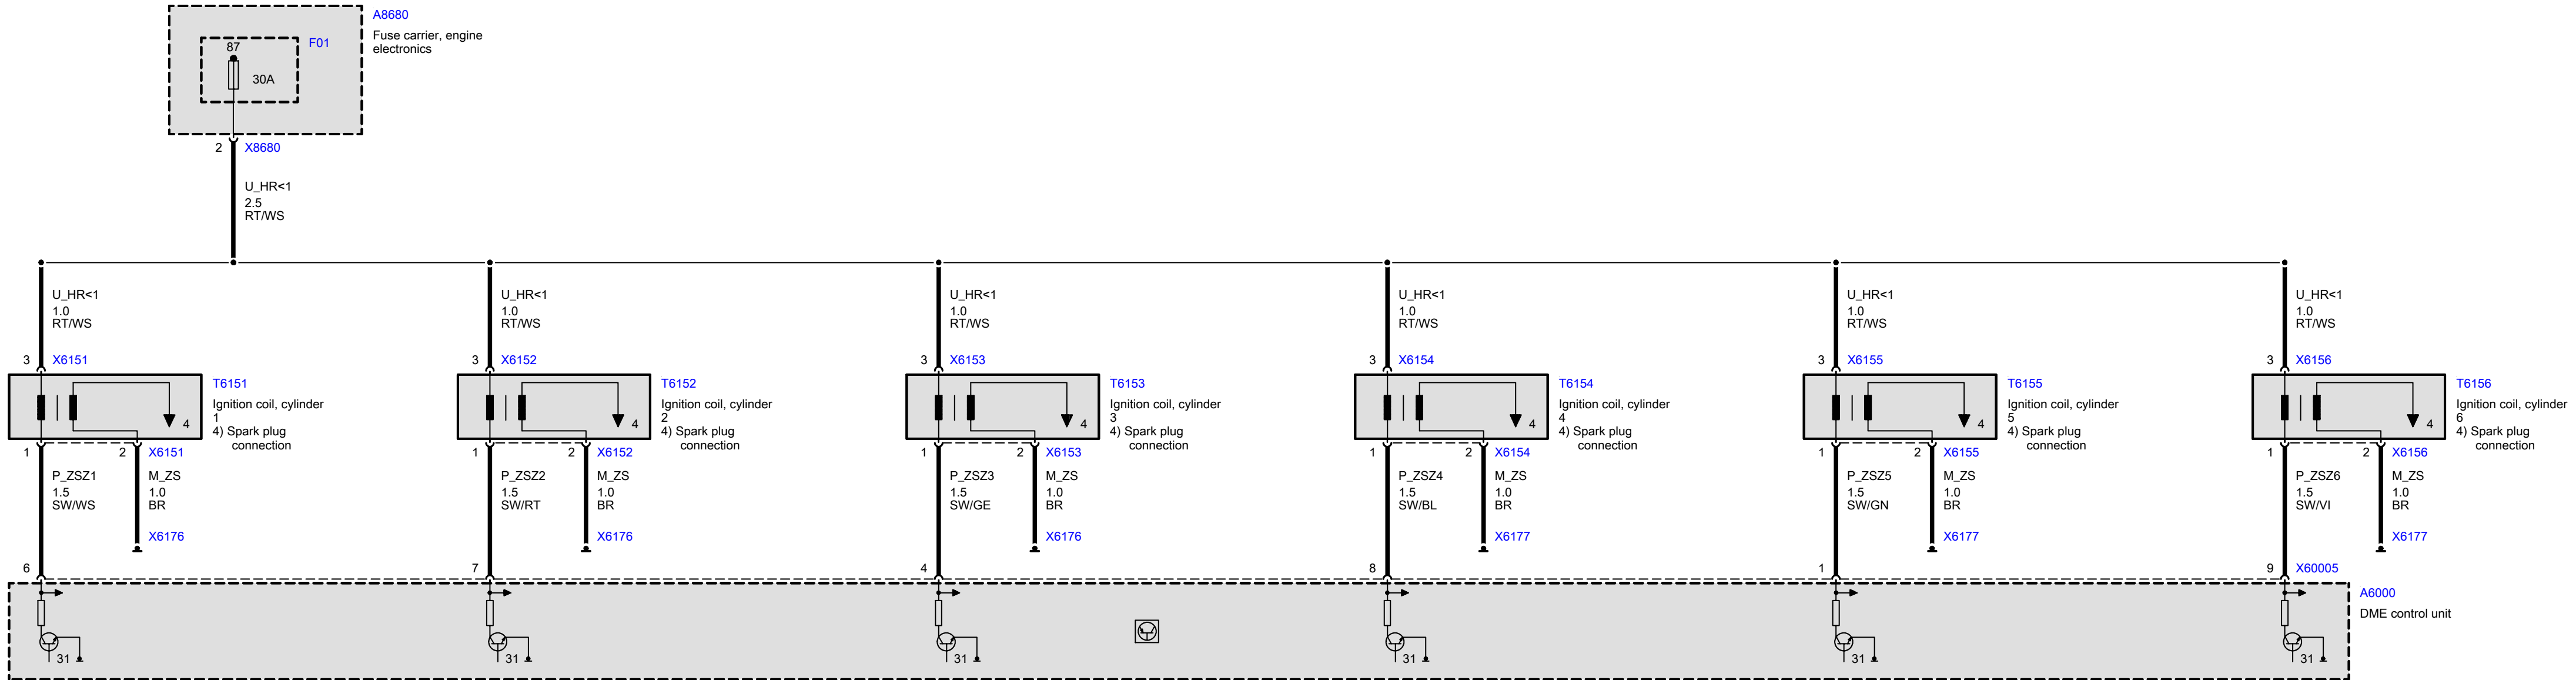 A8680
Fuse carrier, engine
electronics
F01
87
30A
2 X8680
U_HR<1
2.5
RT/WS
U_HR<1
1.0
RT/WS
3 X6151
T6151
Ignition coil, cylinder
1
4) Spark plug
connection
4
1 2 X6151
P_ZSZ1
1.5
SW/WS
M_ZS
1.0
BR
X6176
6
31
U_HR<1
1.0
RT/WS
3 X6152
T6152
Ignition coil, cylinder
2
4) Spark plug
connection
4
1 2 X6152
P_ZSZ2
1.5
SW/RT
M_ZS
1.0
BR
X6176
7
31
U_HR<1
1.0
RT/WS
3 X6153
T6153
Ignition coil, cylinder
3
4) Spark plug
connection
4
1 2 X6153
P_ZSZ3
1.5
SW/GE
M_ZS
1.0
BR
X6176
4
31
U_HR<1
1.0
RT/WS
3 X6154
T6154
Ignition coil, cylinder
4
4) Spark plug
connection
4
1 2 X6154
P_ZSZ4
1.5
SW/BL
M_ZS
1.0
BR
X6177
8
31
U_HR<1
1.0
RT/WS
3 X6155
T6155
Ignition coil, cylinder
5
4) Spark plug
connection
4
1 2 X6155
P_ZSZ5
1.5
SW/GN
M_ZS
1.0
BR
X6177
1
31
U_HR<1
1.0
RT/WS
3 X6156
T6156
Ignition coil, cylinder
6
4) Spark plug
connection
4
1 2 X6156
P_ZSZ6
1.5
SW/VI
M_ZS
1.0
BR
X6177
9 X60005
31
A6000
DME control unit